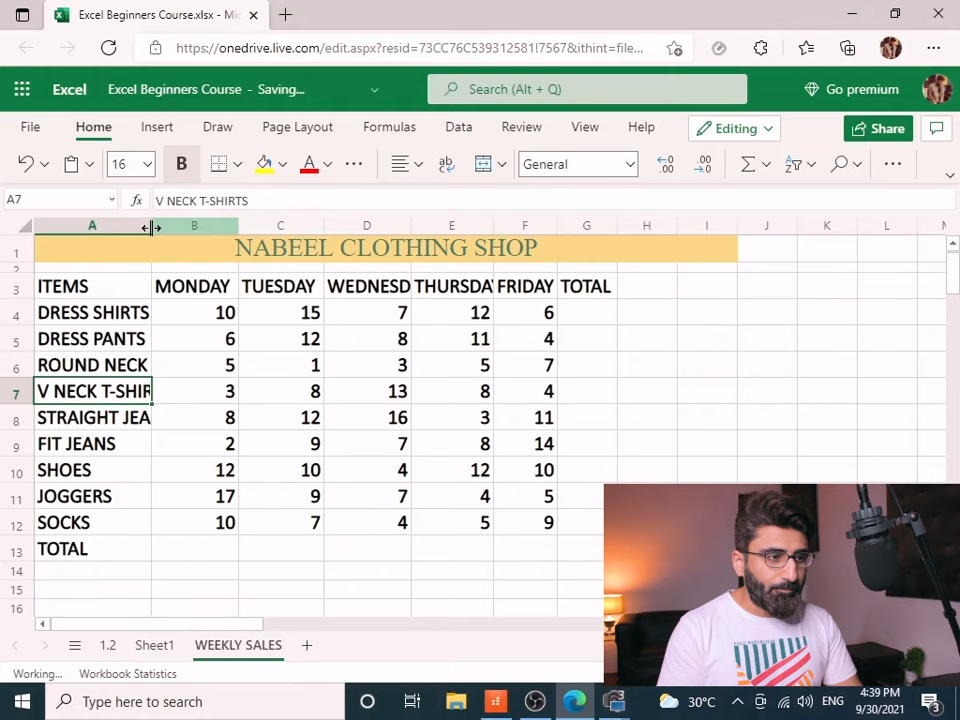 Excel Beginners Course.xlsx - Mi
https://onedrive.live.com/edit.aspx?resid=73CC76C539312581!7567&ithint=file...
Excel
Excel Beginners Course - Saving...
Search (Alt + Q)
Go premium
File Home Insert Draw Page Layout Formulas Data Review View Help Editing Share
16 B A General
A7 fx V NECK T-SHIRTS
A B C D E F G H I J K L M
1 NABEEL CLOTHING SHOP
2
3 ITEMS MONDAY TUESDAY WEDNESD THURSDA FRIDAY TOTAL
4 DRESS SHIRTS 10 15 7 12 6
5 DRESS PANTS 6 12 8 11 4
6 ROUND NECK 5 1 3 5 7
7 V NECK T-SHIR 3 8 13 8 4
8 STRAIGHT JEA 8 12 16 3 11
9 FIT JEANS 2 9 7 8 14
10 SHOES 12 10 4 12 10
11 JOGGERS 17 9 7 4 5
12 SOCKS 10 7 4 5 9
13 TOTAL
14
15
16
1.2 Sheet1 WEEKLY SALES
Working... Workbook Statistics
Type here to search
30°C
ENG
4:39 PM
9/30/2021
3